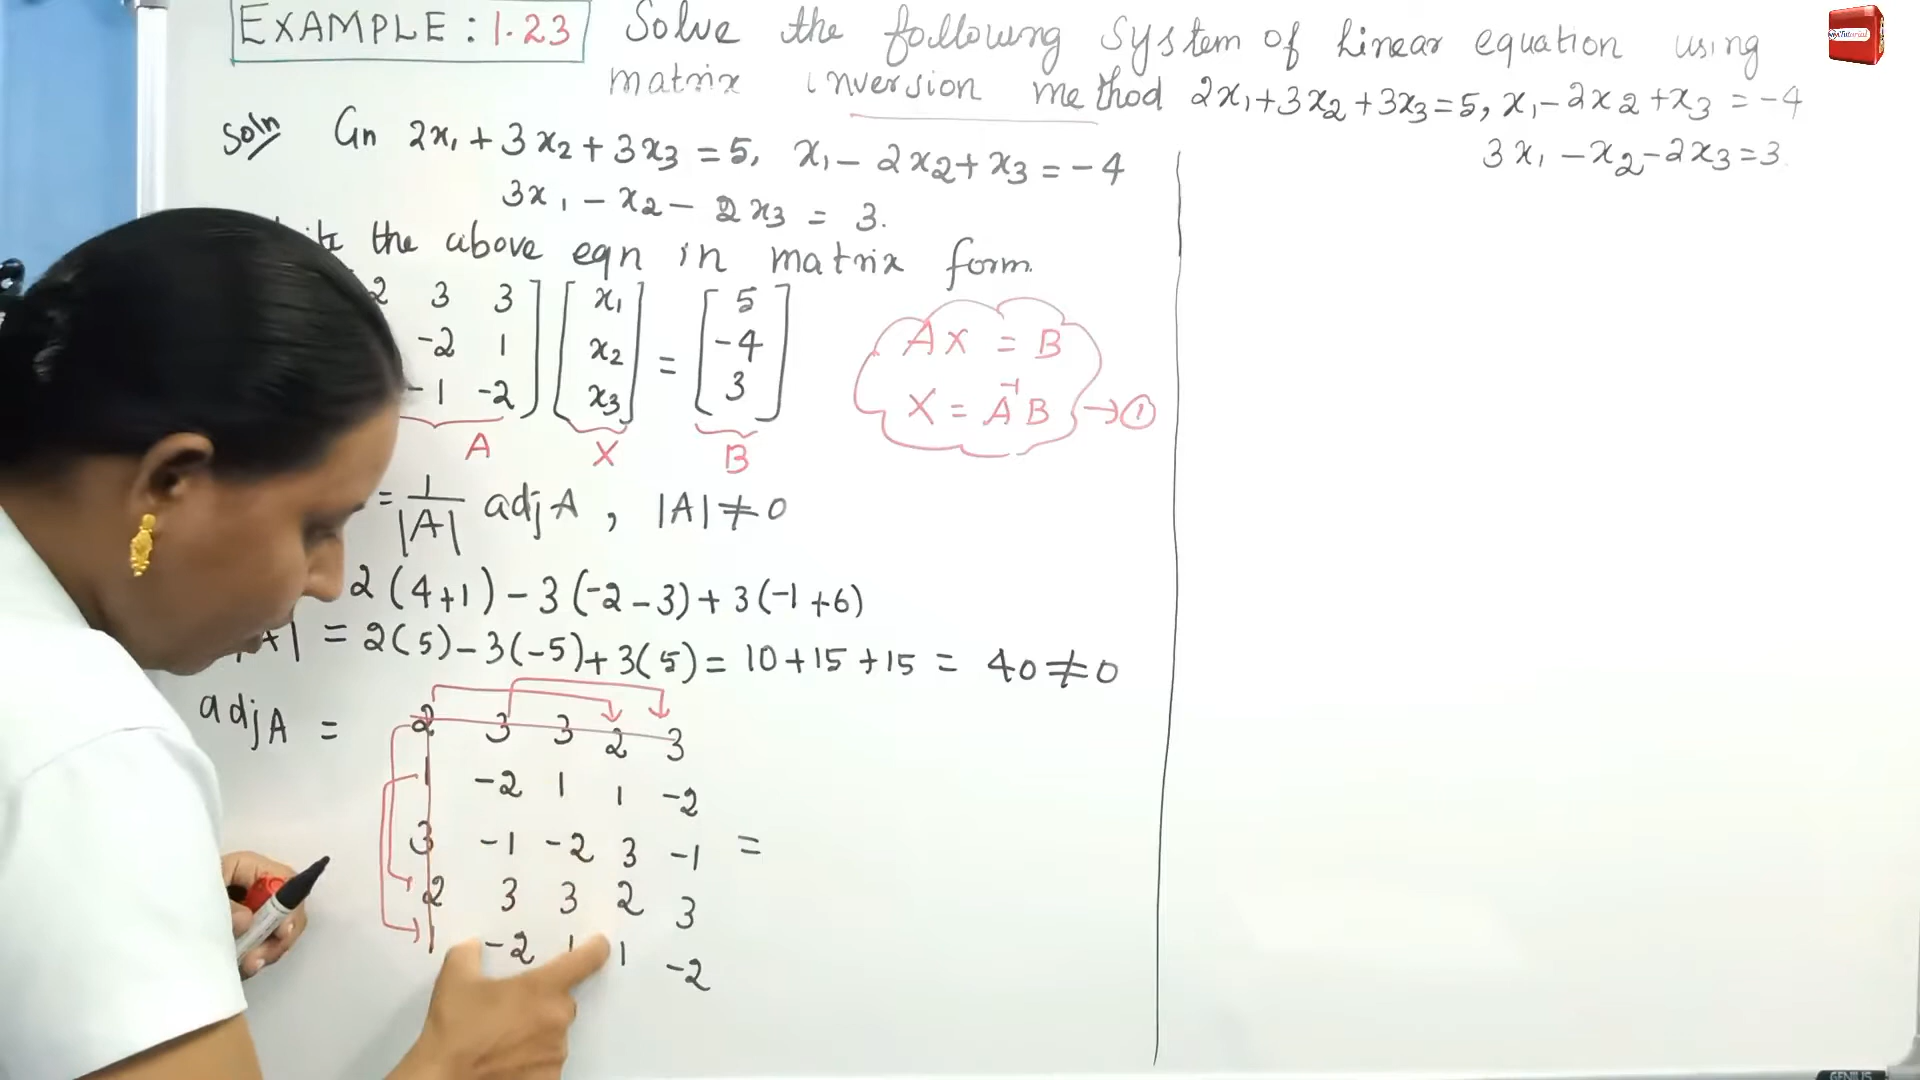 EXAMPLE : 1.23 Solve the following System of Linear equation using
matrix inversion method 2x₁+3x₂+3x₃=5, x₁-2x2+x₃ = -4
3x₁-x₂-2x₃=3.
Soln Gn 2x₁+3x₂+3x₃=5, x₁-2x₂+x₃=-4
3x₁-x₂-2x₃ = 3.
the above eqn in matrix form.
2 3 3 ] [ x₁ ] [ 5 ]
-2 1 x₂ = -4
-1 -2 x₃ 3
A X B
AX = B
X = A⁻¹B →①
= 1/|A| adjA , |A|≠0
2(4+1)-3(-2-3)+3(-1+6)
= 2(5)-3(-5)+3(5)= 10+15+15 = 40≠0
adjA = 2 3 3 2 3
1 -2 1 1 -2
3 -1 -2 3 -1 =
2 3 3 2 3
1 -2 1 1 -2